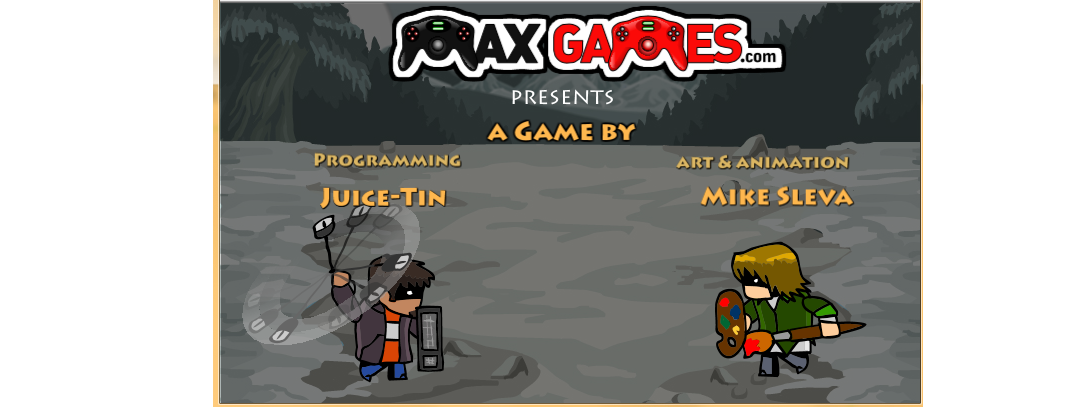 MAX GAMES.com
PRESENTS
A GAME BY
PROGRAMMING
JUICE-TIN
ART & ANIMATION
MIKE SLEVA